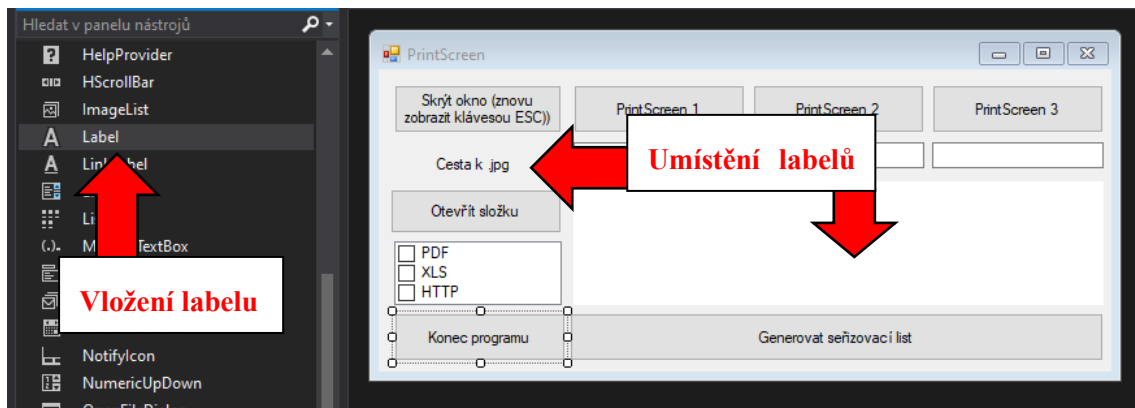 Hledat v panelu nástrojů
HelpProvider
HScrollBar
ImageList
Label
Vložení labelu
NotifyIcon
NumericUpDown
PrintScreen
Skrýt okno (znovu
zobrazit klávesou ESC))
PrintScreen 1
PrintScreen 2
PrintScreen 3
Cesta k .jpg
Umístění labelů
Otevřít složku
PDF
XLS
HTTP
Konec programu
Generovat seřizovací list